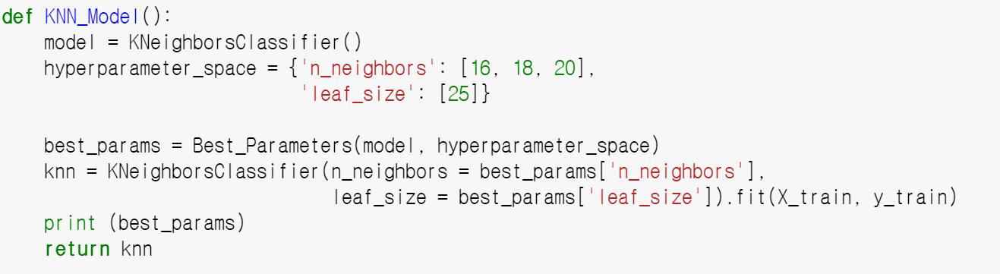 def KNN_Model():
    model = KNeighborsClassifier()
    hyperparameter_space = {'n_neighbors': [16, 18, 20],
                            'leaf_size': [25]}
    best_params = Best_Parameters(model, hyperparameter_space)
    knn = KNeighborsClassifier(n_neighbors = best_params['n_neighbors'],
                               leaf_size = best_params['leaf_size']).fit(X_train, y_train)
    print (best_params)
    return knn